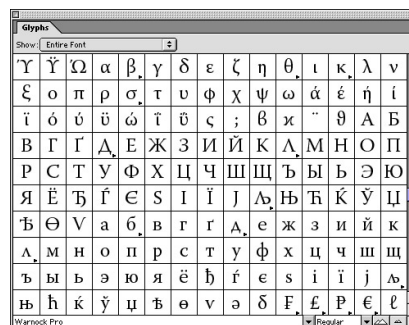 Glyphs
Show: Entire Font
ϒ Ϋ Ω α β γ δ ε ζ η θ ι κ λ ν
ξ ο π ρ σ τ υ φ χ ψ ω ά έ ή ί
ϊ ό ύ ϋ ώ ΐ ΰ ς ; ϐ ϰ ¨ ϑ А Б
В Г Ѓ Д Е Ж З И Й К Л М Н О П
Р С Т У Ф Х Ц Ч Ш Щ Ъ Ы Ь Э Ю
Я Ё Ђ Ѓ Є Ѕ І Ї Ј Љ Њ Ћ Ќ Ў Џ
Ѣ Ѳ Ѵ а б в г ѓ д е ж з и й к
л м н о п р с т у ф х ц ч ш щ
ъ ы ь э ю я ё ђ ѓ є ѕ і ї ј љ
њ ћ ќ ў џ ѣ ѳ ѵ ə δ ₣ £ ₱ € ℓ
Warnock Pro
Regular